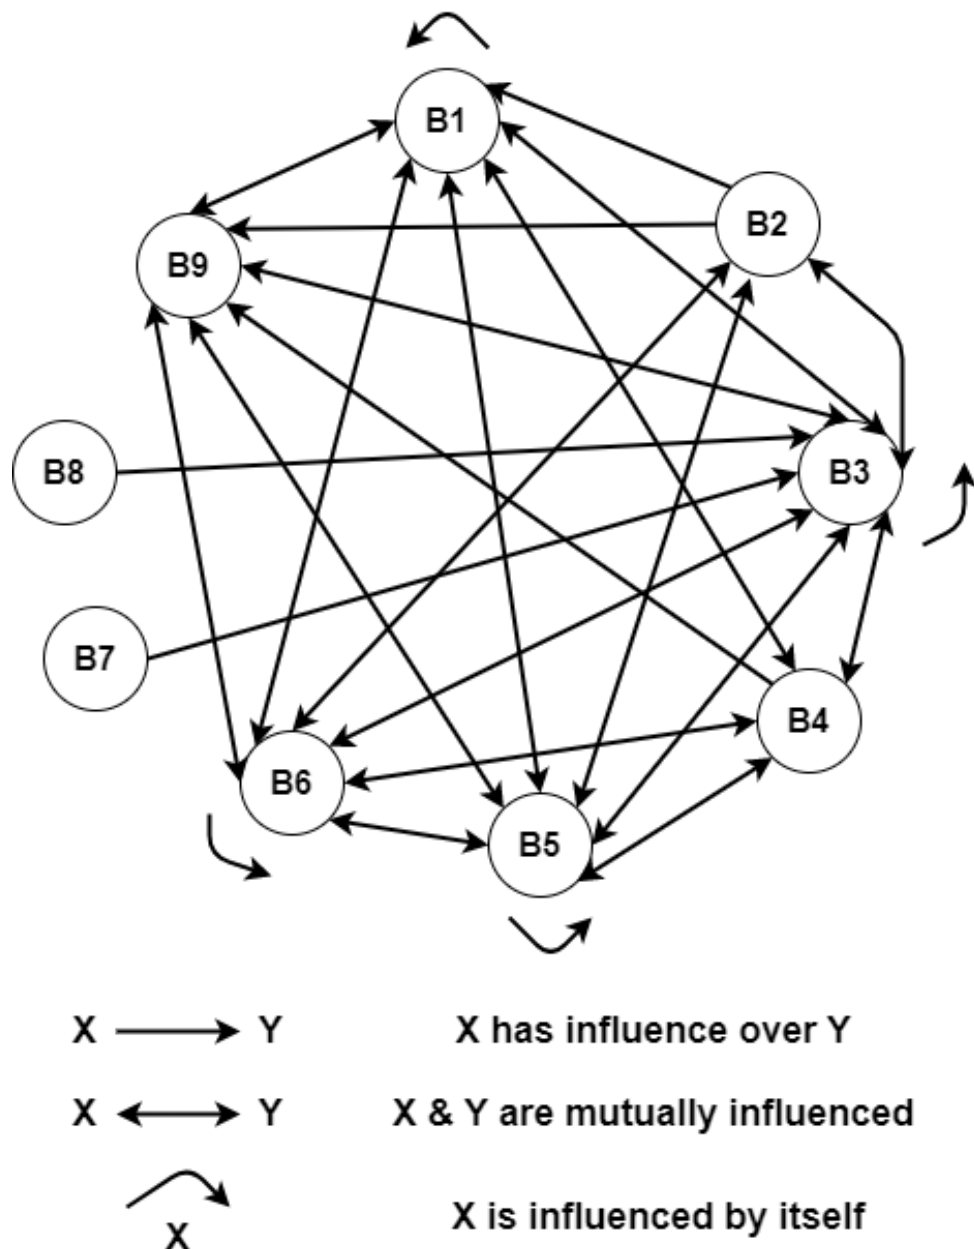 B1
B2
B9
B8
B3
B7
B4
B6
B5
X Y X has influence over Y
X Y X & Y are mutually influenced
X X is influenced by itself